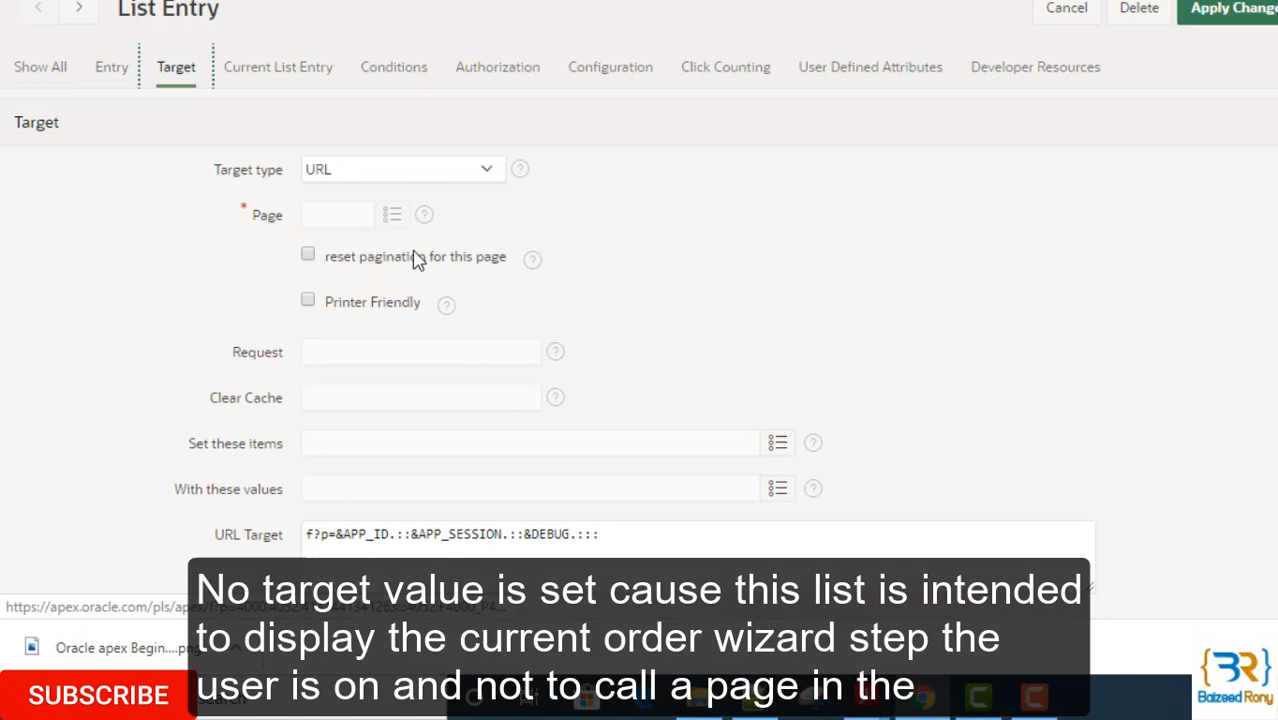 List Entry
Cancel
Delete
Apply Change
Show All
Entry
Target
Current List Entry
Conditions
Authorization
Configuration
Click Counting
User Defined Attributes
Developer Resources
Target
Target type
URL
* Page
reset pagination for this page
Printer Friendly
Request
Clear Cache
Set these items
With these values
URL Target
f?p=&APP_ID.::&APP_SESSION.::&DEBUG.:::
No target value is set cause this list is intended
to display the current order wizard step the
user is on and not to call a page in the
Oracle apex Begin....png
SUBSCRIBE
BR
Baizeed Rony